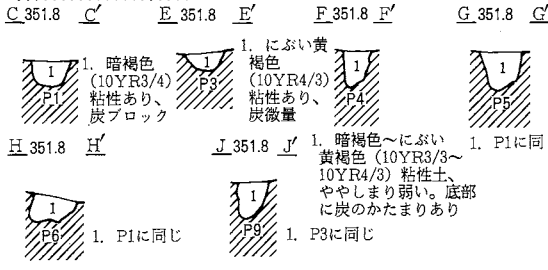 C 351.8 C′ E 351.8 E′ F 351.8 F′ G 351.8 G′
1
P1
1. 暗褐色
(10YR3/4)
粘性あり、
炭ブロック
1
P3
1. にぶい黄
褐色
(10YR4/3)
粘性あり、
炭微量
1
P4
1
P5
1. P1に同
H 351.8 H′ J 351.8 J′
1
P6
1. P1に同じ
1
P9
1. P3に同じ
1. 暗褐色～にぶい
黄褐色 (10YR3/3～
10YR4/3) 粘性土、
ややしまり弱い。底部
に炭のかたまりあり